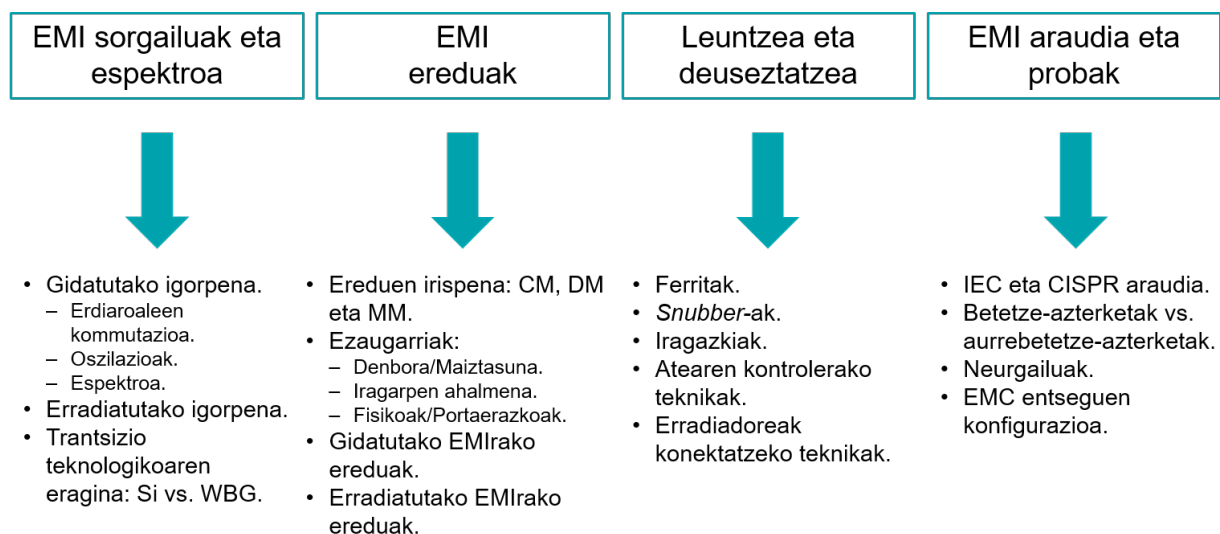 EMI sorgailuak eta
espektroa
EMI
ereduak
Leuntzea eta
deuseztatzea
EMI araudia eta
probak
• Gidatutako igorpena.
– Erdiaroaleen
kommutazioa.
– Oszilazioak.
– Espektroa.
• Erradiatutako igorpena.
• Trantsizio
teknologikoaren
eragina: Si vs. WBG.
• Ereduen irispena: CM, DM
eta MM.
• Ezaugarriak:
– Denbora/Maiztasuna.
– Iragarpen ahalmena.
– Fisikoak/Portaerazkoak.
• Gidatutako EMIrako
ereduak.
• Erradiatutako EMIrako
ereduak.
• Ferritak.
• Snubber-ak.
• Iragazkiak.
• Atearen kontrolerako
teknikak.
• Erradiadoreak
konektatzeko teknikak.
• IEC eta CISPR araudia.
• Betetze-azterketak vs.
aurrebetetze-azterketak.
• Neurgailuak.
• EMC entseguen
konfigurazioa.